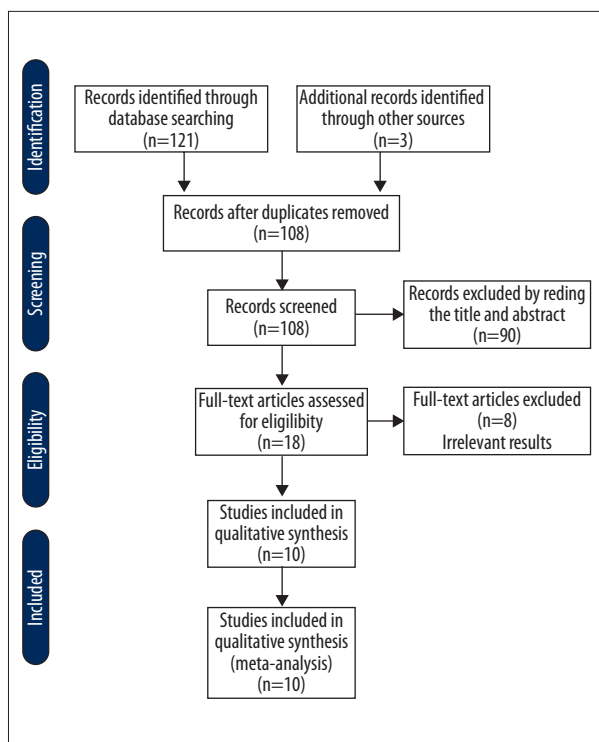 Identification
Records identified through
database searching
(n=121)
Additional records identified
through other sources
(n=3)
Records after duplicates removed
(n=108)
Screening
Records screened
(n=108)
Records excluded by reding
the title and abstract
(n=90)
Eligibility
Full-text articles assessed
for eligilibity
(n=18)
Full-text articles excluded
(n=8)
Irrelevant results
Studies included in
qualitative synthesis
(n=10)
Included
Studies included in
qualitative synthesis
(meta-analysis)
(n=10)